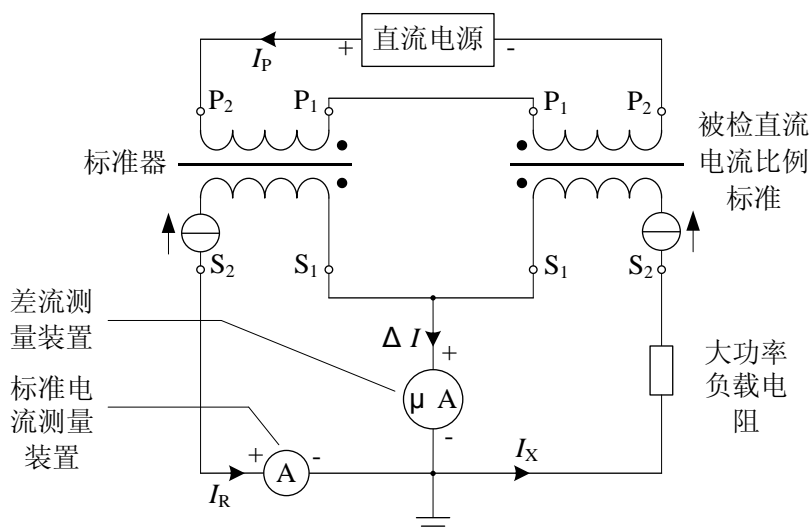 直流电源
+
-
I_P
P₂
P₁
P₁
P₂
标准器
被检直流
电流比例
标准
S₂
S₁
S₁
S₂
差流测
量装置
Δ I
+
μ A
-
大功率
负载电
阻
标准电
流测量
装置
+
A
-
I_R
I_X